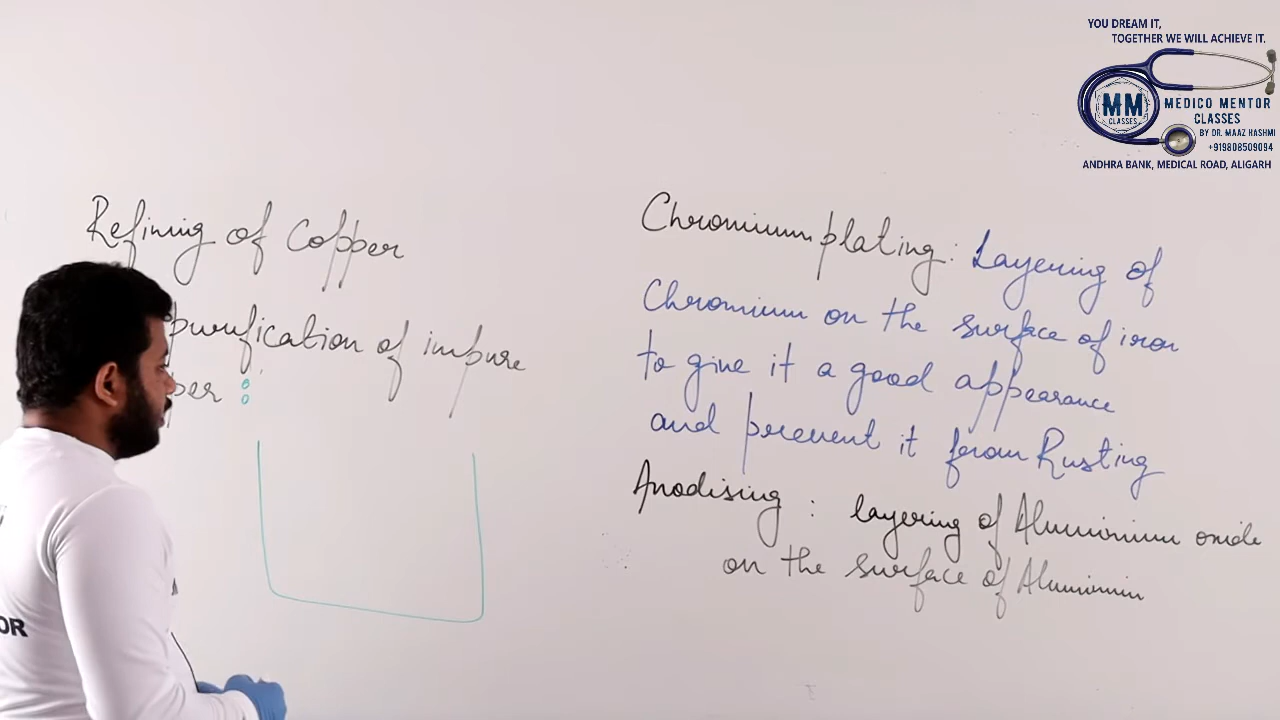 YOU DREAM IT,
TOGETHER WE WILL ACHIEVE IT.
MM
CLASSES
MEDICO MENTOR
CLASSES
BY DR. MAAZ HASHMI
+919808509094
ANDHRA BANK, MEDICAL ROAD, ALIGARH
Refining of Copper
purification of impure
per :
Chromium plating : Layering of
Chromium on the surface of iron
to give it a good appearance
and prevent it from Rusting
Anodising : layering of Aluminium oxide
on the surface of Aluminim
OR